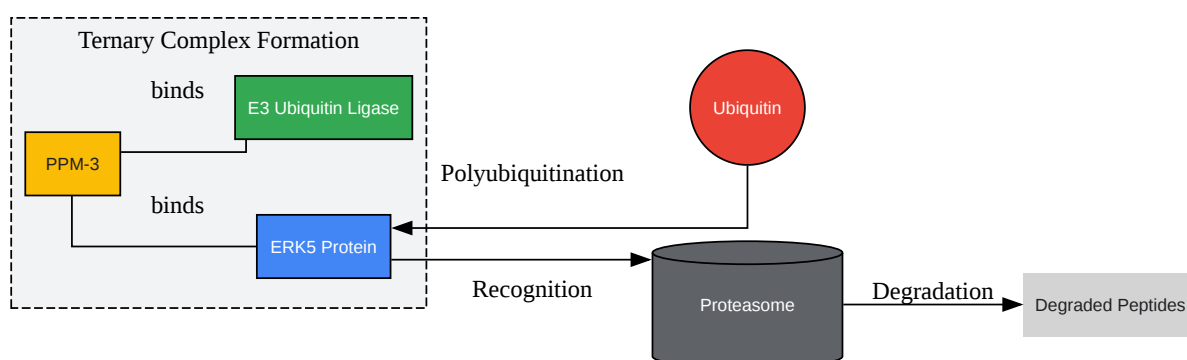 Ternary Complex Formation
binds
E3 Ubiquitin Ligase
PPM-3
binds
ERK5 Protein
Ubiquitin
Polyubiquitination
Recognition
Proteasome
Degradation
Degraded Peptides